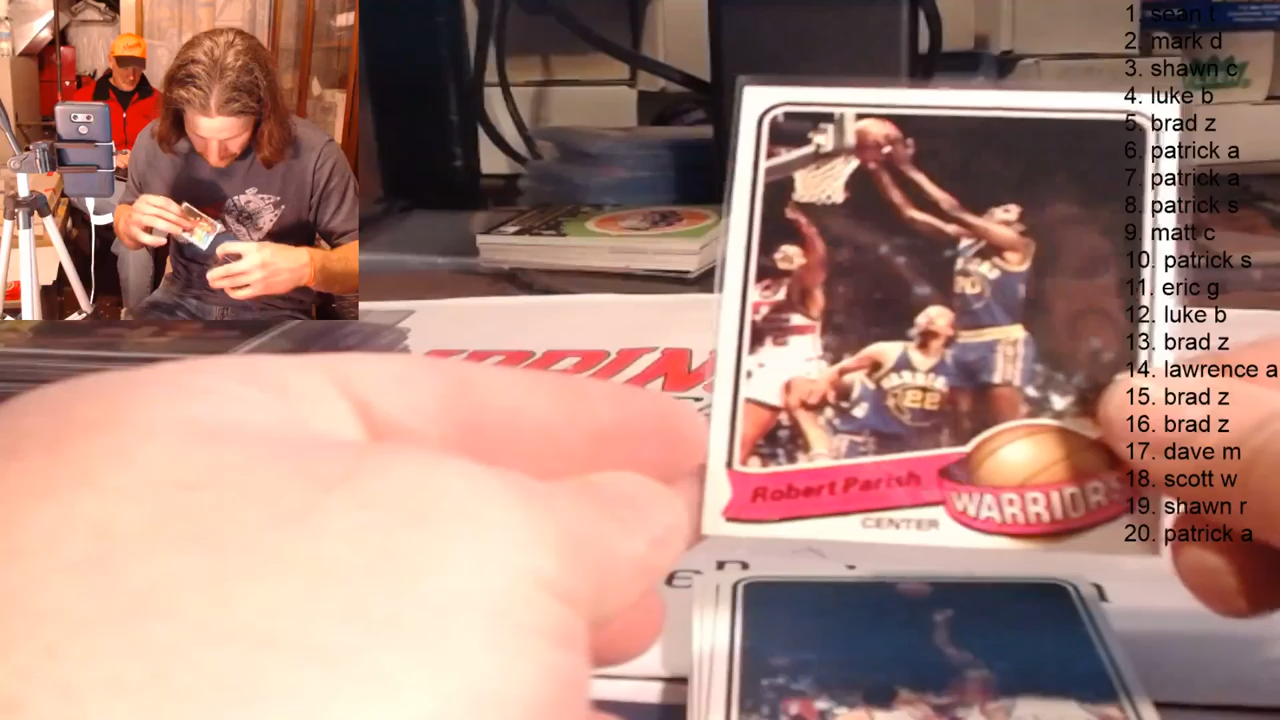 1. sean t
2. mark d
3. shawn c
4. luke b
5. brad z
6. patrick a
7. patrick a
8. patrick s
9. matt c
10. patrick s
11. eric g
12. luke b
13. brad z
14. lawrence a
15. brad z
16. brad z
17. dave m
18. scott w
19. shawn r
20. patrick a
22
Robert Parish
WARRIORS
CENTER